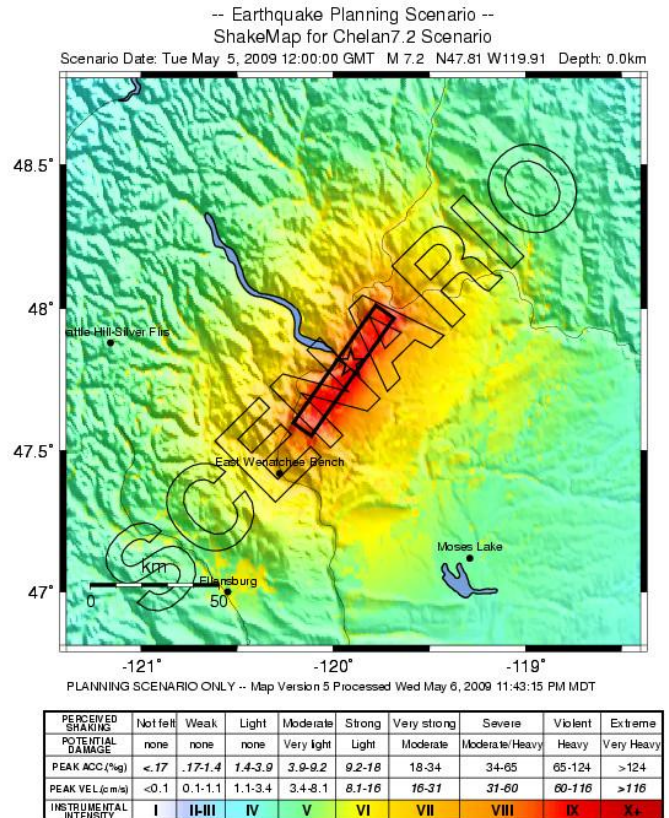 -- Earthquake Planning Scenario --
ShakeMap for Chelan7.2 Scenario
Scenario Date: Tue May 5, 2009 12:00:00 GMT M 7.2 N47.81 W119.91 Depth: 0.0km
48.5°
48°
attle Hill-Silver Firs
SCENARIO
47.5°
East Wenatchee Bench
Moses Lake
km
Ellensburg
47°
0 50
-121° -120° -119°
PLANNING SCENARIO ONLY -- Map Version 5 Processed Wed May 6, 2009 11:43:15 PM MDT
PERCEIVED SHAKING Not felt Weak Light Moderate Strong Very strong Severe Violent Extreme
POTENTIAL DAMAGE none none none Very light Light Moderate Moderate/Heavy Heavy Very Heavy
PEAK ACC.(%g) <.17 .17-1.4 1.4-3.9 3.9-9.2 9.2-18 18-34 34-65 65-124 >124
PEAK VEL.(cm/s) <0.1 0.1-1.1 1.1-3.4 3.4-8.1 8.1-16 16-31 31-60 60-116 >116
INSTRUMENTAL INTENSITY I II-III IV V VI VII VIII IX X+